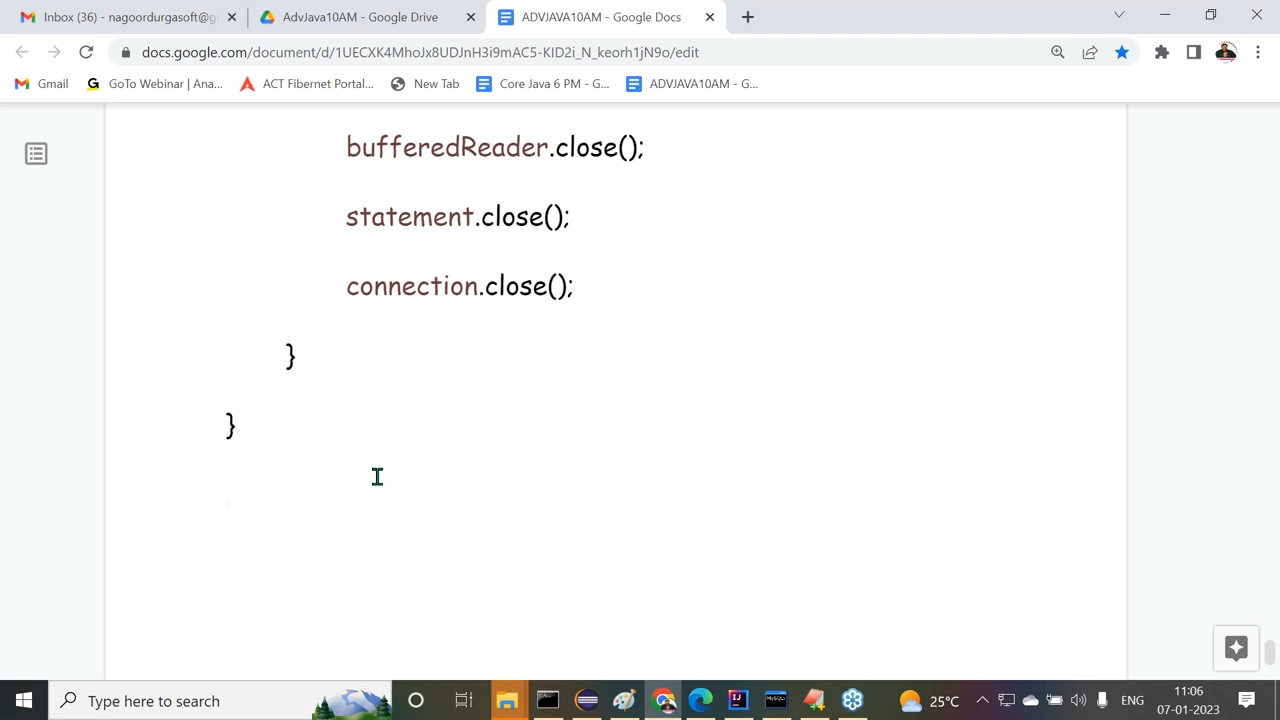 Inbox (36) - nagoordurgasoft@g
AdvJava10AM - Google Drive
ADVJAVA10AM - Google Docs
docs.google.com/document/d/1UECXK4MhoJx8UDJnH3i9mAC5-KID2i_N_keorh1jN9o/edit
Gmail
GoTo Webinar | Ana...
ACT Fibernet Portal...
New Tab
Core Java 6 PM - G...
ADVJAVA10AM - G...
bufferedReader.close();
statement.close();
connection.close();
}
}
Type here to search
25°C
ENG
11:06
07-01-2023